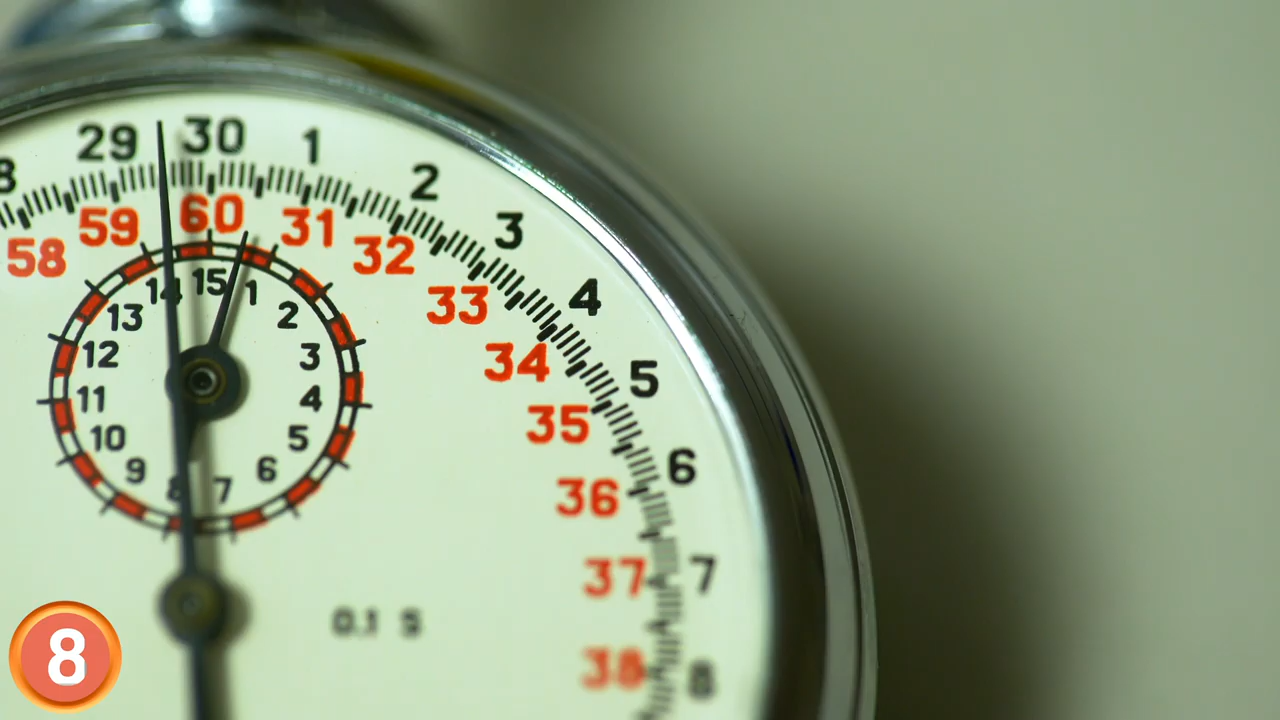 29 30 1 2 3 4 5 6 7 8
58 59 60 31 32 33 34 35 36 37 38
15 1 2 3 4 5 6 7 8 9 10 11 12 13 14
0.1 S
8